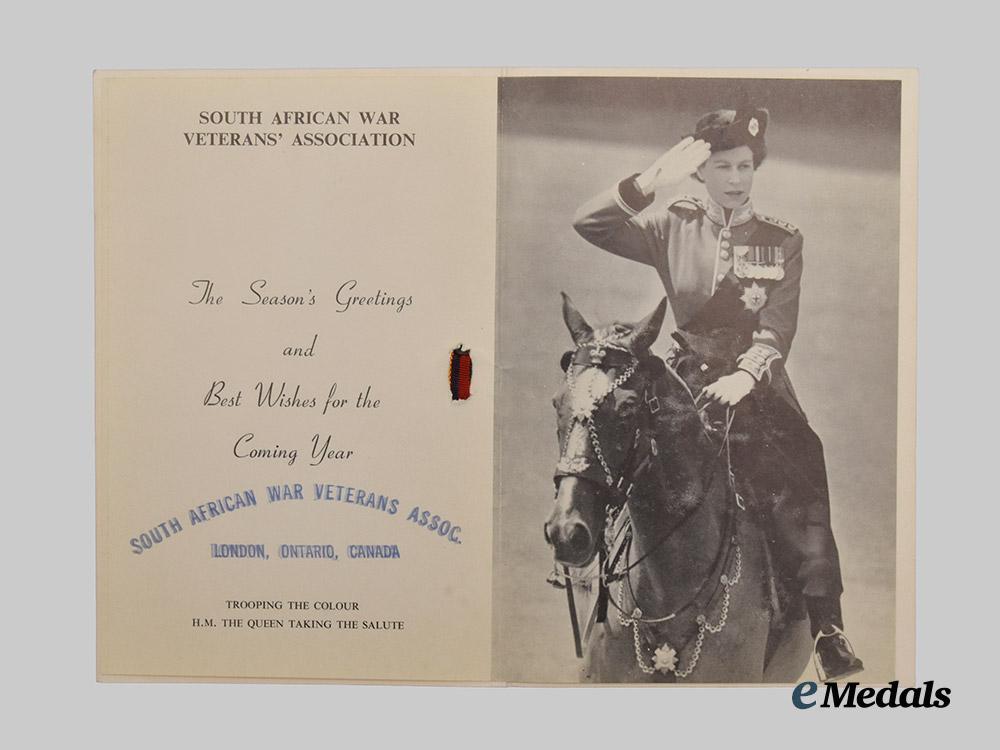 SOUTH AFRICAN WAR
VETERANS' ASSOCIATION
The Season's Greetings
and
Best Wishes for the
Coming Year
SOUTH AFRICAN WAR VETERANS ASSOC.
LONDON, ONTARIO, CANADA
TROOPING THE COLOUR
H.M. THE QUEEN TAKING THE SALUTE
eMedals